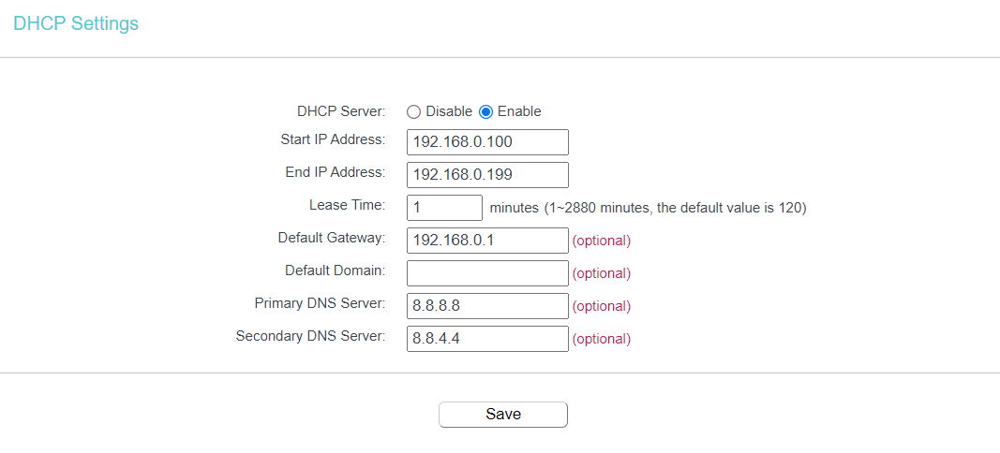 DHCP Settings
DHCP Server: Disable Enable
Start IP Address: 192.168.0.100
End IP Address: 192.168.0.199
Lease Time: 1 minutes (1~2880 minutes, the default value is 120)
Default Gateway: 192.168.0.1 (optional)
Default Domain: (optional)
Primary DNS Server: 8.8.8.8 (optional)
Secondary DNS Server: 8.8.4.4 (optional)
Save